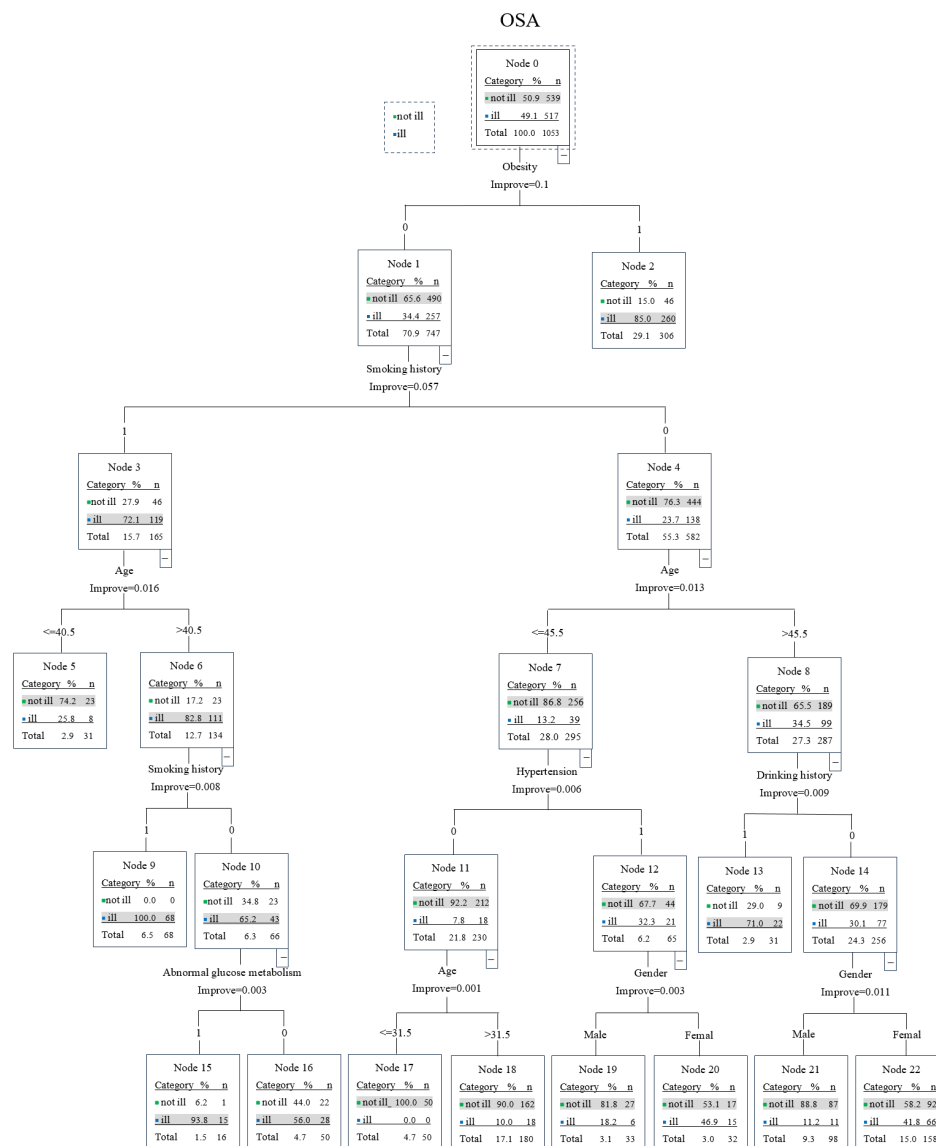 OSA
Node 0
Category % n
not ill 50.9 539
ill 49.1 517
Total 100.0 1053
not ill
ill
Obesity
Improve=0.1
0
1
Node 1
Category % n
not ill 65.6 490
ill 34.4 257
Total 70.9 747
Node 2
Category % n
not ill 15.0 46
ill 85.0 260
Total 29.1 306
Smoking history
Improve=0.057
1
0
Node 3
Category % n
not ill 27.9 46
ill 72.1 119
Total 15.7 165
Node 4
Category % n
not ill 76.3 444
ill 23.7 138
Total 55.3 582
Age
Improve=0.016
Age
Improve=0.013
<=40.5
>40.5
<=45.5
>45.5
Node 5
Category % n
not ill 74.2 23
ill 25.8 8
Total 2.9 31
Node 6
Category % n
not ill 17.2 23
ill 82.8 111
Total 12.7 134
Node 7
Category % n
not ill 86.8 256
ill 13.2 39
Total 28.0 295
Node 8
Category % n
not ill 65.5 189
ill 34.5 99
Total 27.3 287
Smoking history
Improve=0.008
Hypertension
Improve=0.006
Drinking history
Improve=0.009
1
0
0
1
1
0
Node 9
Category % n
not ill 0.0 0
ill 100.0 68
Total 6.5 68
Node 10
Category % n
not ill 34.8 23
ill 65.2 43
Total 6.3 66
Node 11
Category % n
not ill 92.2 212
ill 7.8 18
Total 21.8 230
Node 12
Category % n
not ill 67.7 44
ill 32.3 21
Total 6.2 65
Node 13
Category % n
not ill 29.0 9
ill 71.0 22
Total 2.9 31
Node 14
Category % n
not ill 69.9 179
ill 30.1 77
Total 24.3 256
Abnormal glucose metabolism
Improve=0.003
Age
Improve=0.001
Gender
Improve=0.003
Gender
Improve=0.011
1
0
<=31.5
>31.5
Male
Femal
Male
Femal
Node 15
Category % n
not ill 6.2 1
ill 93.8 15
Total 1.5 16
Node 16
Category % n
not ill 44.0 22
ill 56.0 28
Total 4.7 50
Node 17
Category % n
not ill_ 100.0 50
ill 0.0 0
Total 4.7 50
Node 18
Category % n
not ill 90.0 162
ill 10.0 18
Total 17.1 180
Node 19
Category % n
not ill 81.8 27
ill 18.2 6
Total 3.1 33
Node 20
Category % n
not ill 53.1 17
ill 46.9 15
Total 3.0 32
Node 21
Category % n
not ill 88.8 87
ill 11.2 11
Total 9.3 98
Node 22
Category % n
not ill 58.2 92
ill 41.8 66
Total 15.0